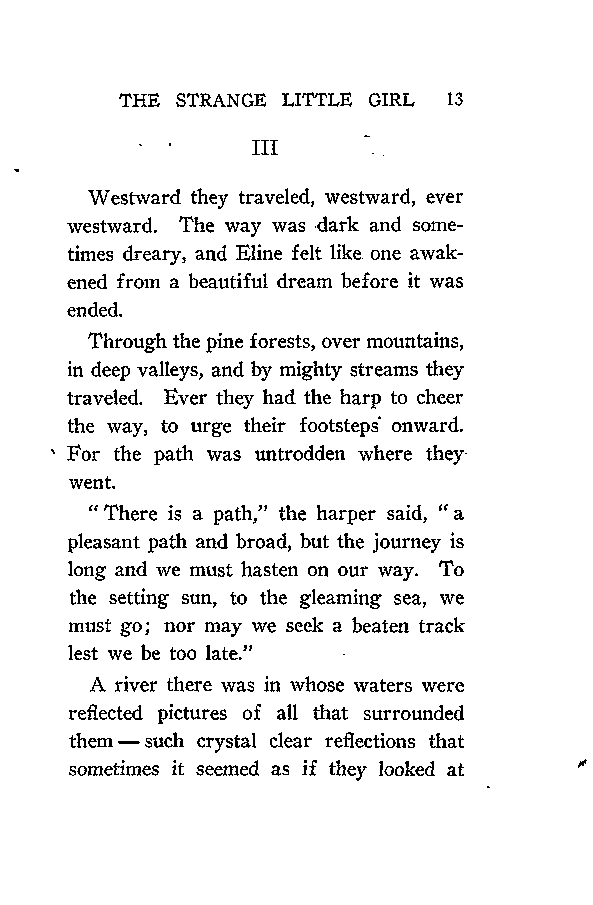 THE STRANGE LITTLE GIRL 13
III
Westward they traveled, westward, ever
westward. The way was dark and some-
times dreary, and Eline felt like one awak-
ened from a beautiful dream before it was
ended.
Through the pine forests, over mountains,
in deep valleys, and by mighty streams they
traveled. Ever they had the harp to cheer
the way, to urge their footsteps onward.
For the path was untrodden where they
went.
"There is a path," the harper said, "a
pleasant path and broad, but the journey is
long and we must hasten on our way. To
the setting sun, to the gleaming sea, we
must go; nor may we seek a beaten track
lest we be too late."
A river there was in whose waters were
reflected pictures of all that surrounded
them — such crystal clear reflections that
sometimes it seemed as if they looked at